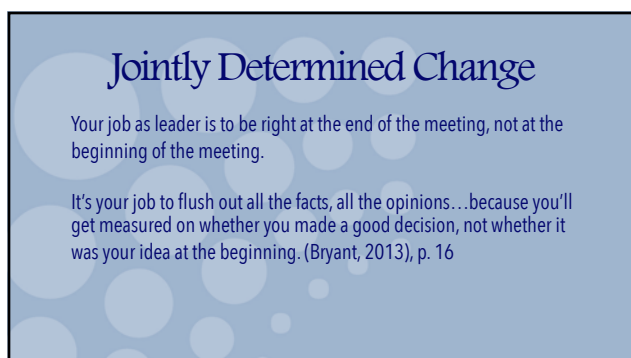 Jointly Determined Change
Your job as leader is to be right at the end of the meeting, not at the
beginning of the meeting.
It’s your job to flush out all the facts, all the opinions…because you’ll
get measured on whether you made a good decision, not whether it
was your idea at the beginning. (Bryant, 2013), p. 16